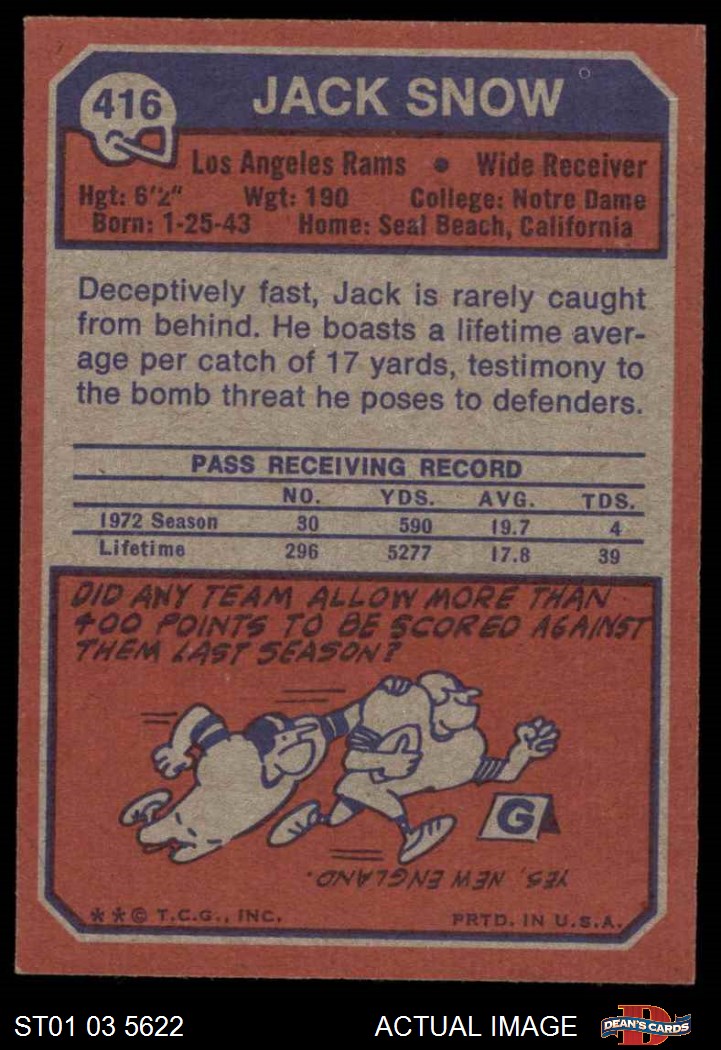 416
JACK SNOW
Los Angeles Rams • Wide Receiver
Hgt: 6'2" Wgt: 190 College: Notre Dame
Born: 1-25-43 Home: Seal Beach, California
Deceptively fast, Jack is rarely caught
from behind. He boasts a lifetime aver-
age per catch of 17 yards, testimony to
the bomb threat he poses to defenders.
PASS RECEIVING RECORD
NO. YDS. AVG. TDS.
1972 Season 30 590 19.7 4
Lifetime 296 5277 17.8 39
DID ANY TEAM ALLOW MORE THAN
400 POINTS TO BE SCORED AGAINST
THEM LAST SEASON?
G
YES, NEW ENGLAND.
**© T.C.G., INC. PRTD. IN U.S.A.
ST01 03 5622 ACTUAL IMAGE D DEAN'S CARDS